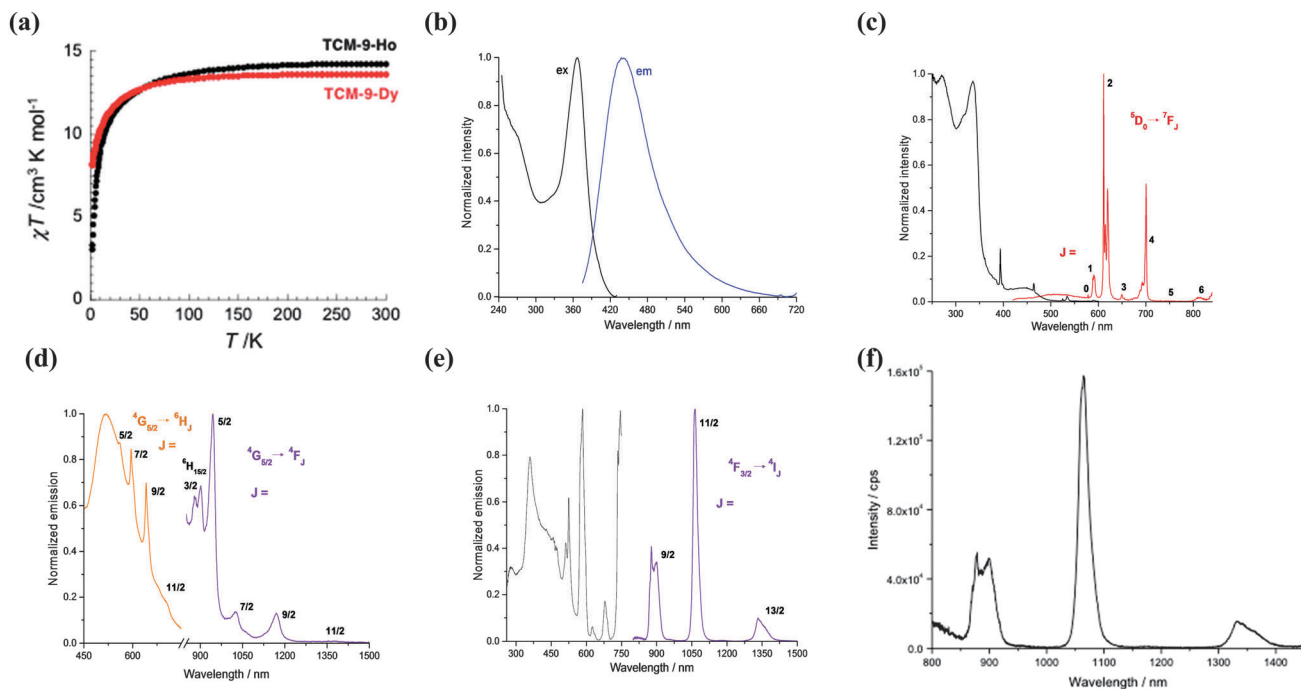 (a)
TCM-9-Ho
TCM-9-Dy
15
10
5
0
0 50 100 150 200 250 300
χT /cm³ K mol⁻¹
T /K
(b)
ex
em
1.0
0.8
0.6
0.4
0.2
0.0
240 300 360 420 480 540 600 660 720
Normalized intensity
Wavelength / nm
(c)
2
⁵D₀→⁷F_J
4
J =
0
1
3
5
6
1.0
0.8
0.6
0.4
0.2
0.0
300 400 500 600 700 800
Normalized intensity
Wavelength / nm
(d)
⁴G₅/₂→⁶H_J
J =
5/2
7/2
9/2
11/2
⁶H₁₅/₂
3/2
5/2
⁴G₅/₂→⁴F_J
J =
7/2
9/2
11/2
1.0
0.8
0.6
0.4
0.2
0.0
450 600 900 1050 1200 1350 1500
Normalized emission
Wavelength / nm
(e)
11/2
⁴F₃/₂→⁴I_J
J =
9/2
13/2
1.0
0.8
0.6
0.4
0.2
0.0
300 450 600 750 900 1050 1200 1350 1500
Normalized emission
Wavelength / nm
(f)
1.6x10⁵
1.2x10⁵
8.0x10⁴
4.0x10⁴
0.0
800 900 1000 1100 1200 1300 1400
Intensity / cps
Wavelength / nm